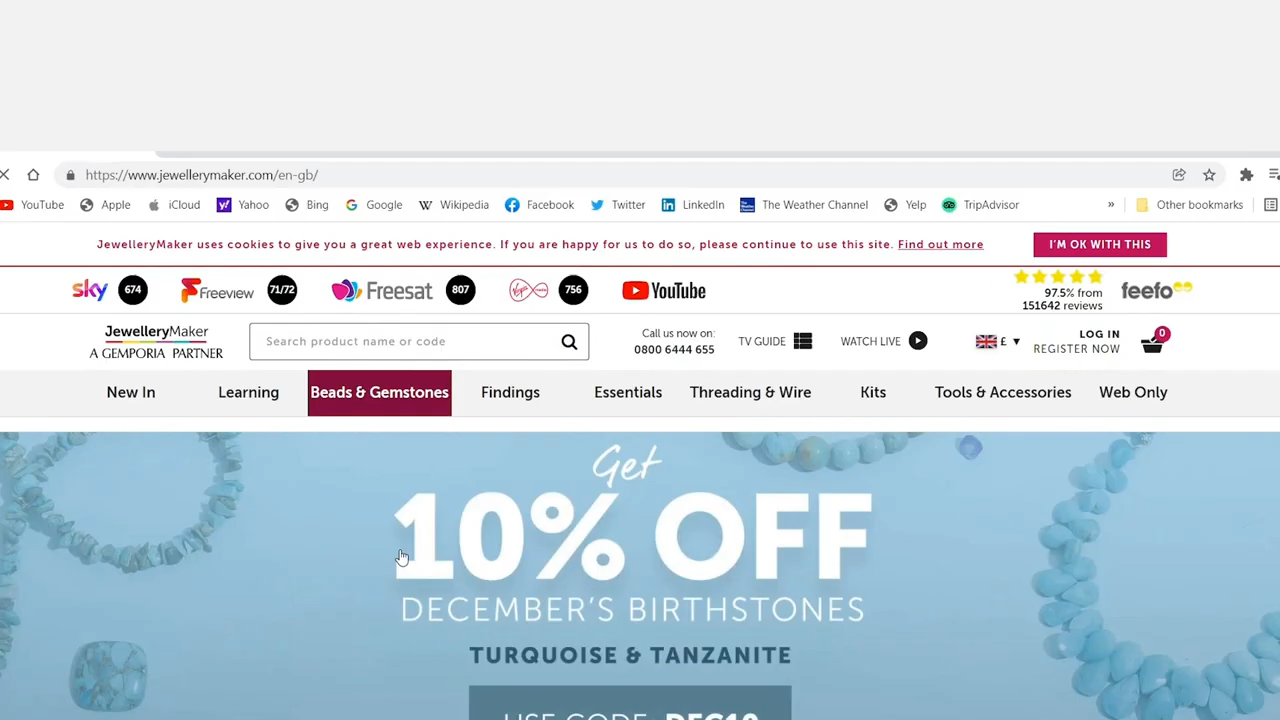 https://www.jewellerymaker.com/en-gb/
YouTube Apple iCloud Yahoo Bing Google Wikipedia Facebook Twitter LinkedIn The Weather Channel Yelp TripAdvisor » Other bookmarks
JewelleryMaker uses cookies to give you a great web experience. If you are happy for us to do so, please continue to use this site. Find out more
I'M OK WITH THIS
sky 674 Freeview 71/72 Freesat 807 Virgin media 756 YouTube
97.5% from
151642 reviews
feefo
JewelleryMaker
A GEMPORIA PARTNER
Search product name or code
Call us now on:
0800 6444 655
TV GUIDE
WATCH LIVE
£ ▼
LOG IN
REGISTER NOW
0
New In Learning Beads & Gemstones Findings Essentials Threading & Wire Kits Tools & Accessories Web Only
Get
10% OFF
DECEMBER'S BIRTHSTONES
TURQUOISE & TANZANITE
USE CODE: DEC10